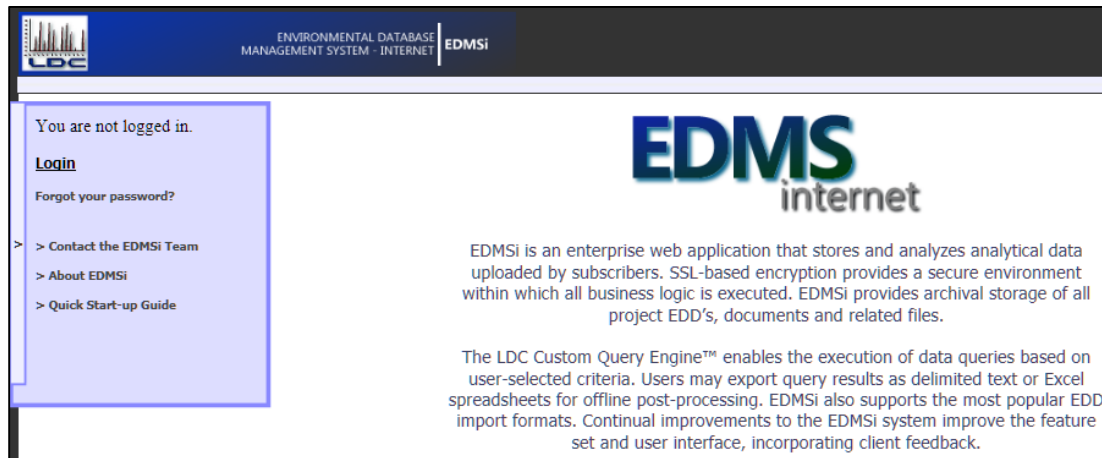 LDC
ENVIRONMENTAL DATABASE
MANAGEMENT SYSTEM - INTERNET
EDMSi
You are not logged in.
Login
Forgot your password?
>
> Contact the EDMSi Team
> About EDMSi
> Quick Start-up Guide
EDMS
internet
EDMSi is an enterprise web application that stores and analyzes analytical data
uploaded by subscribers. SSL-based encryption provides a secure environment
within which all business logic is executed. EDMSi provides archival storage of all
project EDD's, documents and related files.
The LDC Custom Query Engine™ enables the execution of data queries based on
user-selected criteria. Users may export query results as delimited text or Excel
spreadsheets for offline post-processing. EDMSi also supports the most popular EDD
import formats. Continual improvements to the EDMSi system improve the feature
set and user interface, incorporating client feedback.